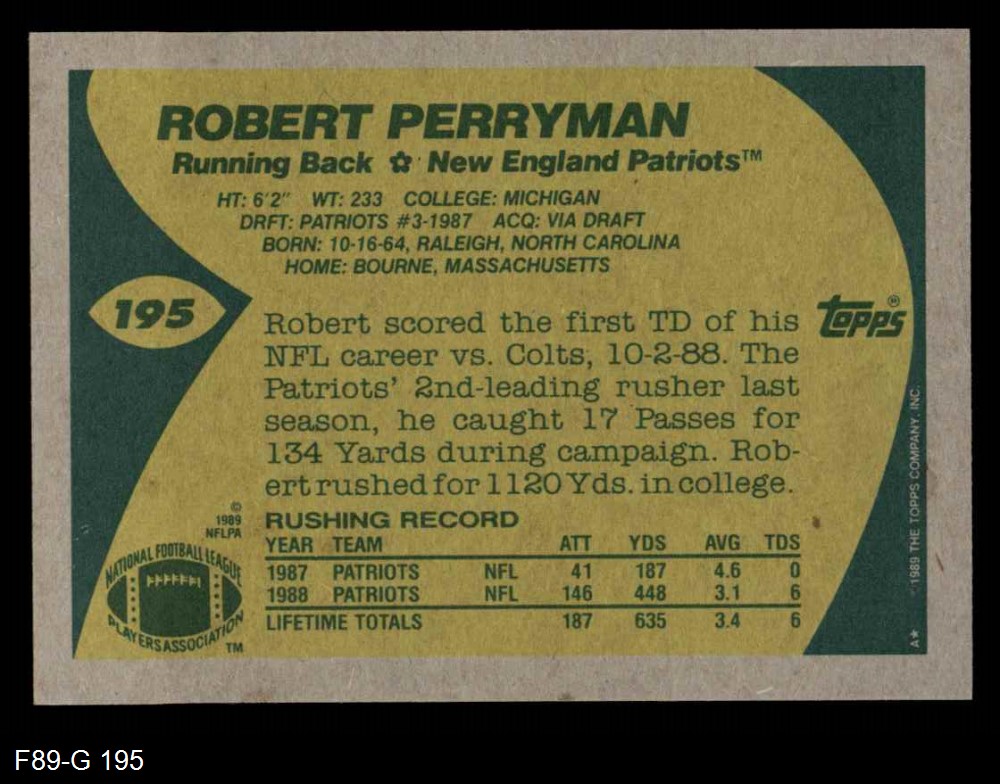 ROBERT PERRYMAN
Running Back ✿ New England Patriots™
HT: 6'2" WT: 233 COLLEGE: MICHIGAN
DRFT: PATRIOTS #3-1987 ACQ: VIA DRAFT
BORN: 10-16-64, RALEIGH, NORTH CAROLINA
HOME: BOURNE, MASSACHUSETTS
195
Topps®
Robert scored the first TD of his
NFL career vs. Colts, 10-2-88. The
Patriots' 2nd-leading rusher last
season, he caught 17 Passes for
134 Yards during campaign. Rob-
ert rushed for 1120 Yds. in college.
©
1989
NFLPA
NATIONAL FOOTBALL LEAGUE
PLAYERS ASSOCIATION
TM
RUSHING RECORD
YEAR TEAM ATT YDS AVG TDS
1987 PATRIOTS NFL 41 187 4.6 0
1988 PATRIOTS NFL 146 448 3.1 6
LIFETIME TOTALS 187 635 3.4 6
A★ ©1989 THE TOPPS COMPANY, INC.
F89-G 195